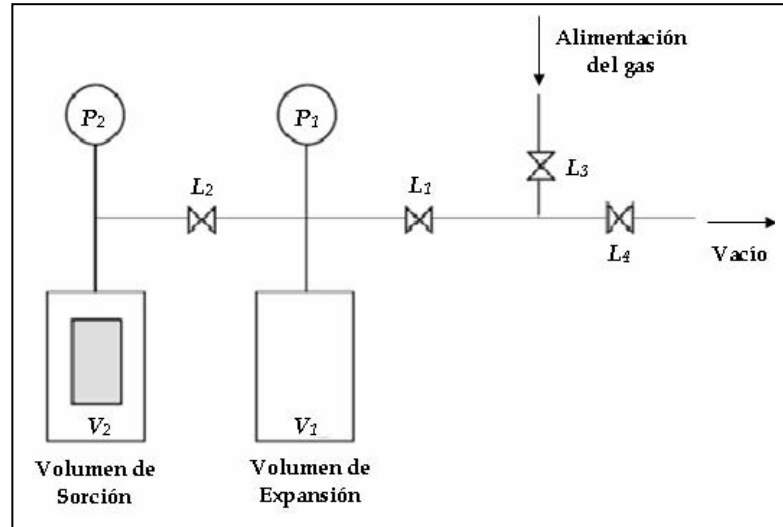 Alimentación
del gas
P2
P1
L3
L2
L1
L4
Vacío
V2
V1
Volumen de
Sorción
Volumen de
Expansión